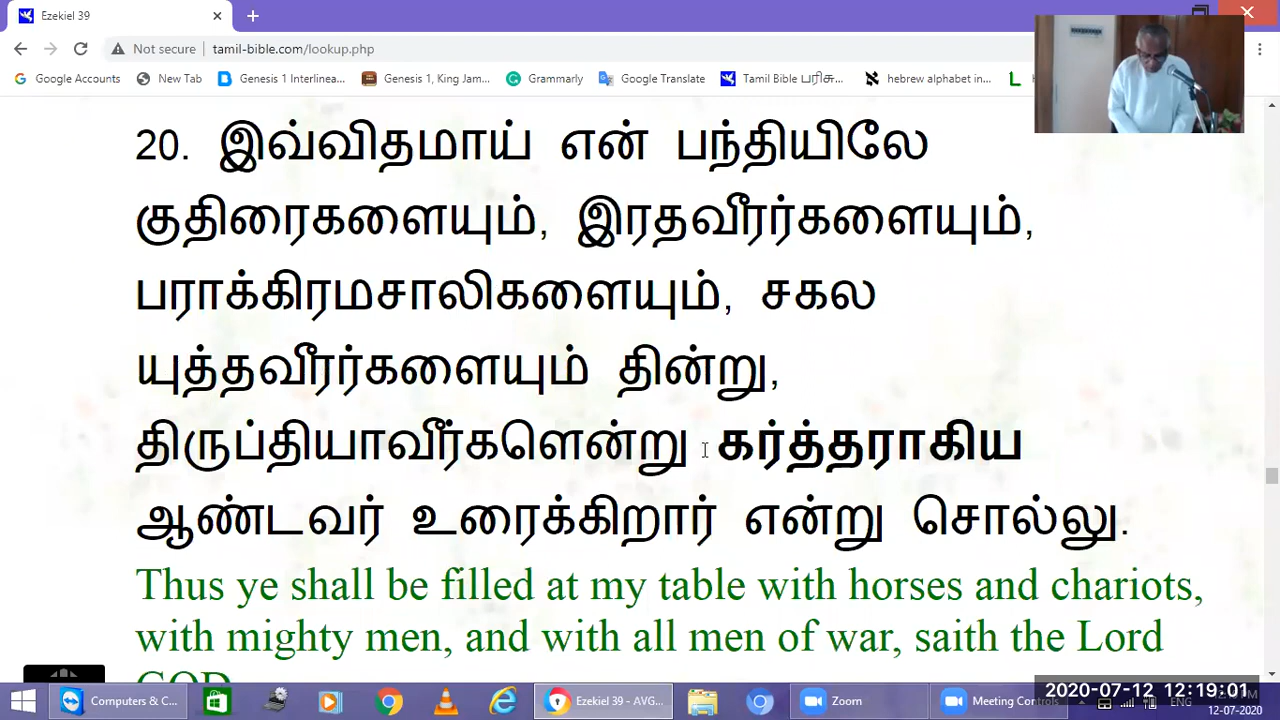 Ezekiel 39
Not secure | tamil-bible.com/lookup.php
Google Accounts New Tab Genesis 1 Interlinea... Genesis 1, King Jam... Grammarly Google Translate Tamil Bible பரிசு... hebrew alphabet in...
20. இவ்விதமாய் என் பந்தியிலே
குதிரைகளையும், இரதவீரர்களையும்,
பராக்கிரமசாலிகளையும், சகல
யுத்தவீரர்களையும் தின்று,
திருப்தியாவீர்களென்று கர்த்தராகிய
ஆண்டவர் உரைக்கிறார் என்று சொல்லு.
Thus ye shall be filled at my table with horses and chariots,
with mighty men, and with all men of war, saith the Lord
GOD
Computers & C... Ezekiel 39 - AVG... Zoom Meeting Controls ENG
2020-07-12 12:19:01
12-07-2020